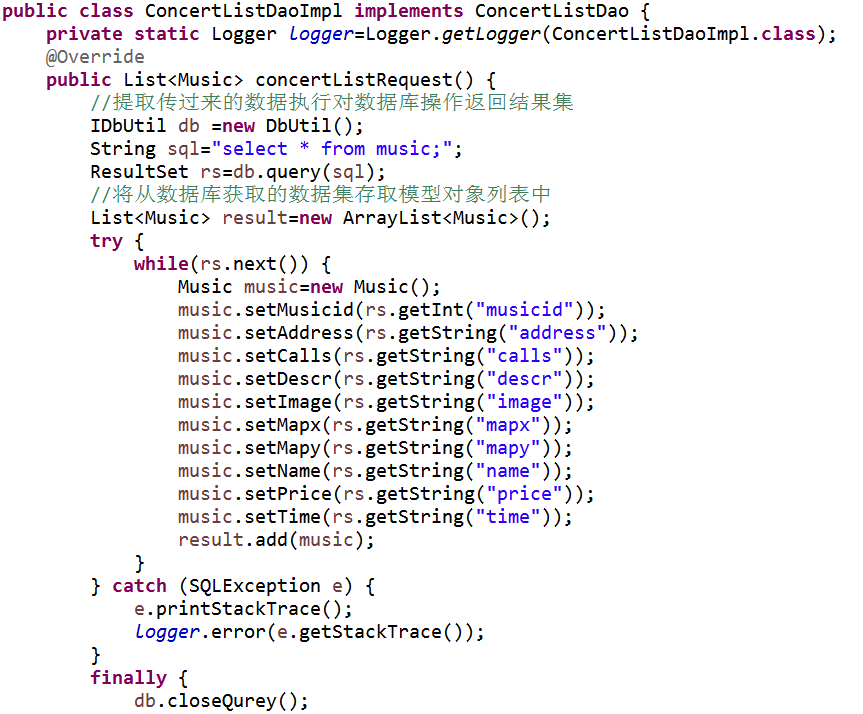 public class ConcertListDaoImpl implements ConcertListDao {
    private static Logger logger=Logger.getLogger(ConcertListDaoImpl.class);
    @Override
    public List<Music> concertListRequest() {
        //提取传过来的数据执行对数据库操作返回结果集
        IDbUtil db =new DbUtil();
        String sql="select * from music;";
        ResultSet rs=db.query(sql);
        //将从数据库获取的数据集存取模型对象列表中
        List<Music> result=new ArrayList<Music>();
        try {
            while(rs.next()) {
                Music music=new Music();
                music.setMusicid(rs.getInt("musicid"));
                music.setAddress(rs.getString("address"));
                music.setCalls(rs.getString("calls"));
                music.setDescr(rs.getString("descr"));
                music.setImage(rs.getString("image"));
                music.setMapx(rs.getString("mapx"));
                music.setMapy(rs.getString("mapy"));
                music.setName(rs.getString("name"));
                music.setPrice(rs.getString("price"));
                music.setTime(rs.getString("time"));
                result.add(music);
            }
        } catch (SQLException e) {
            e.printStackTrace();
            logger.error(e.getStackTrace());
        }
        finally {
            db.closeQurey();